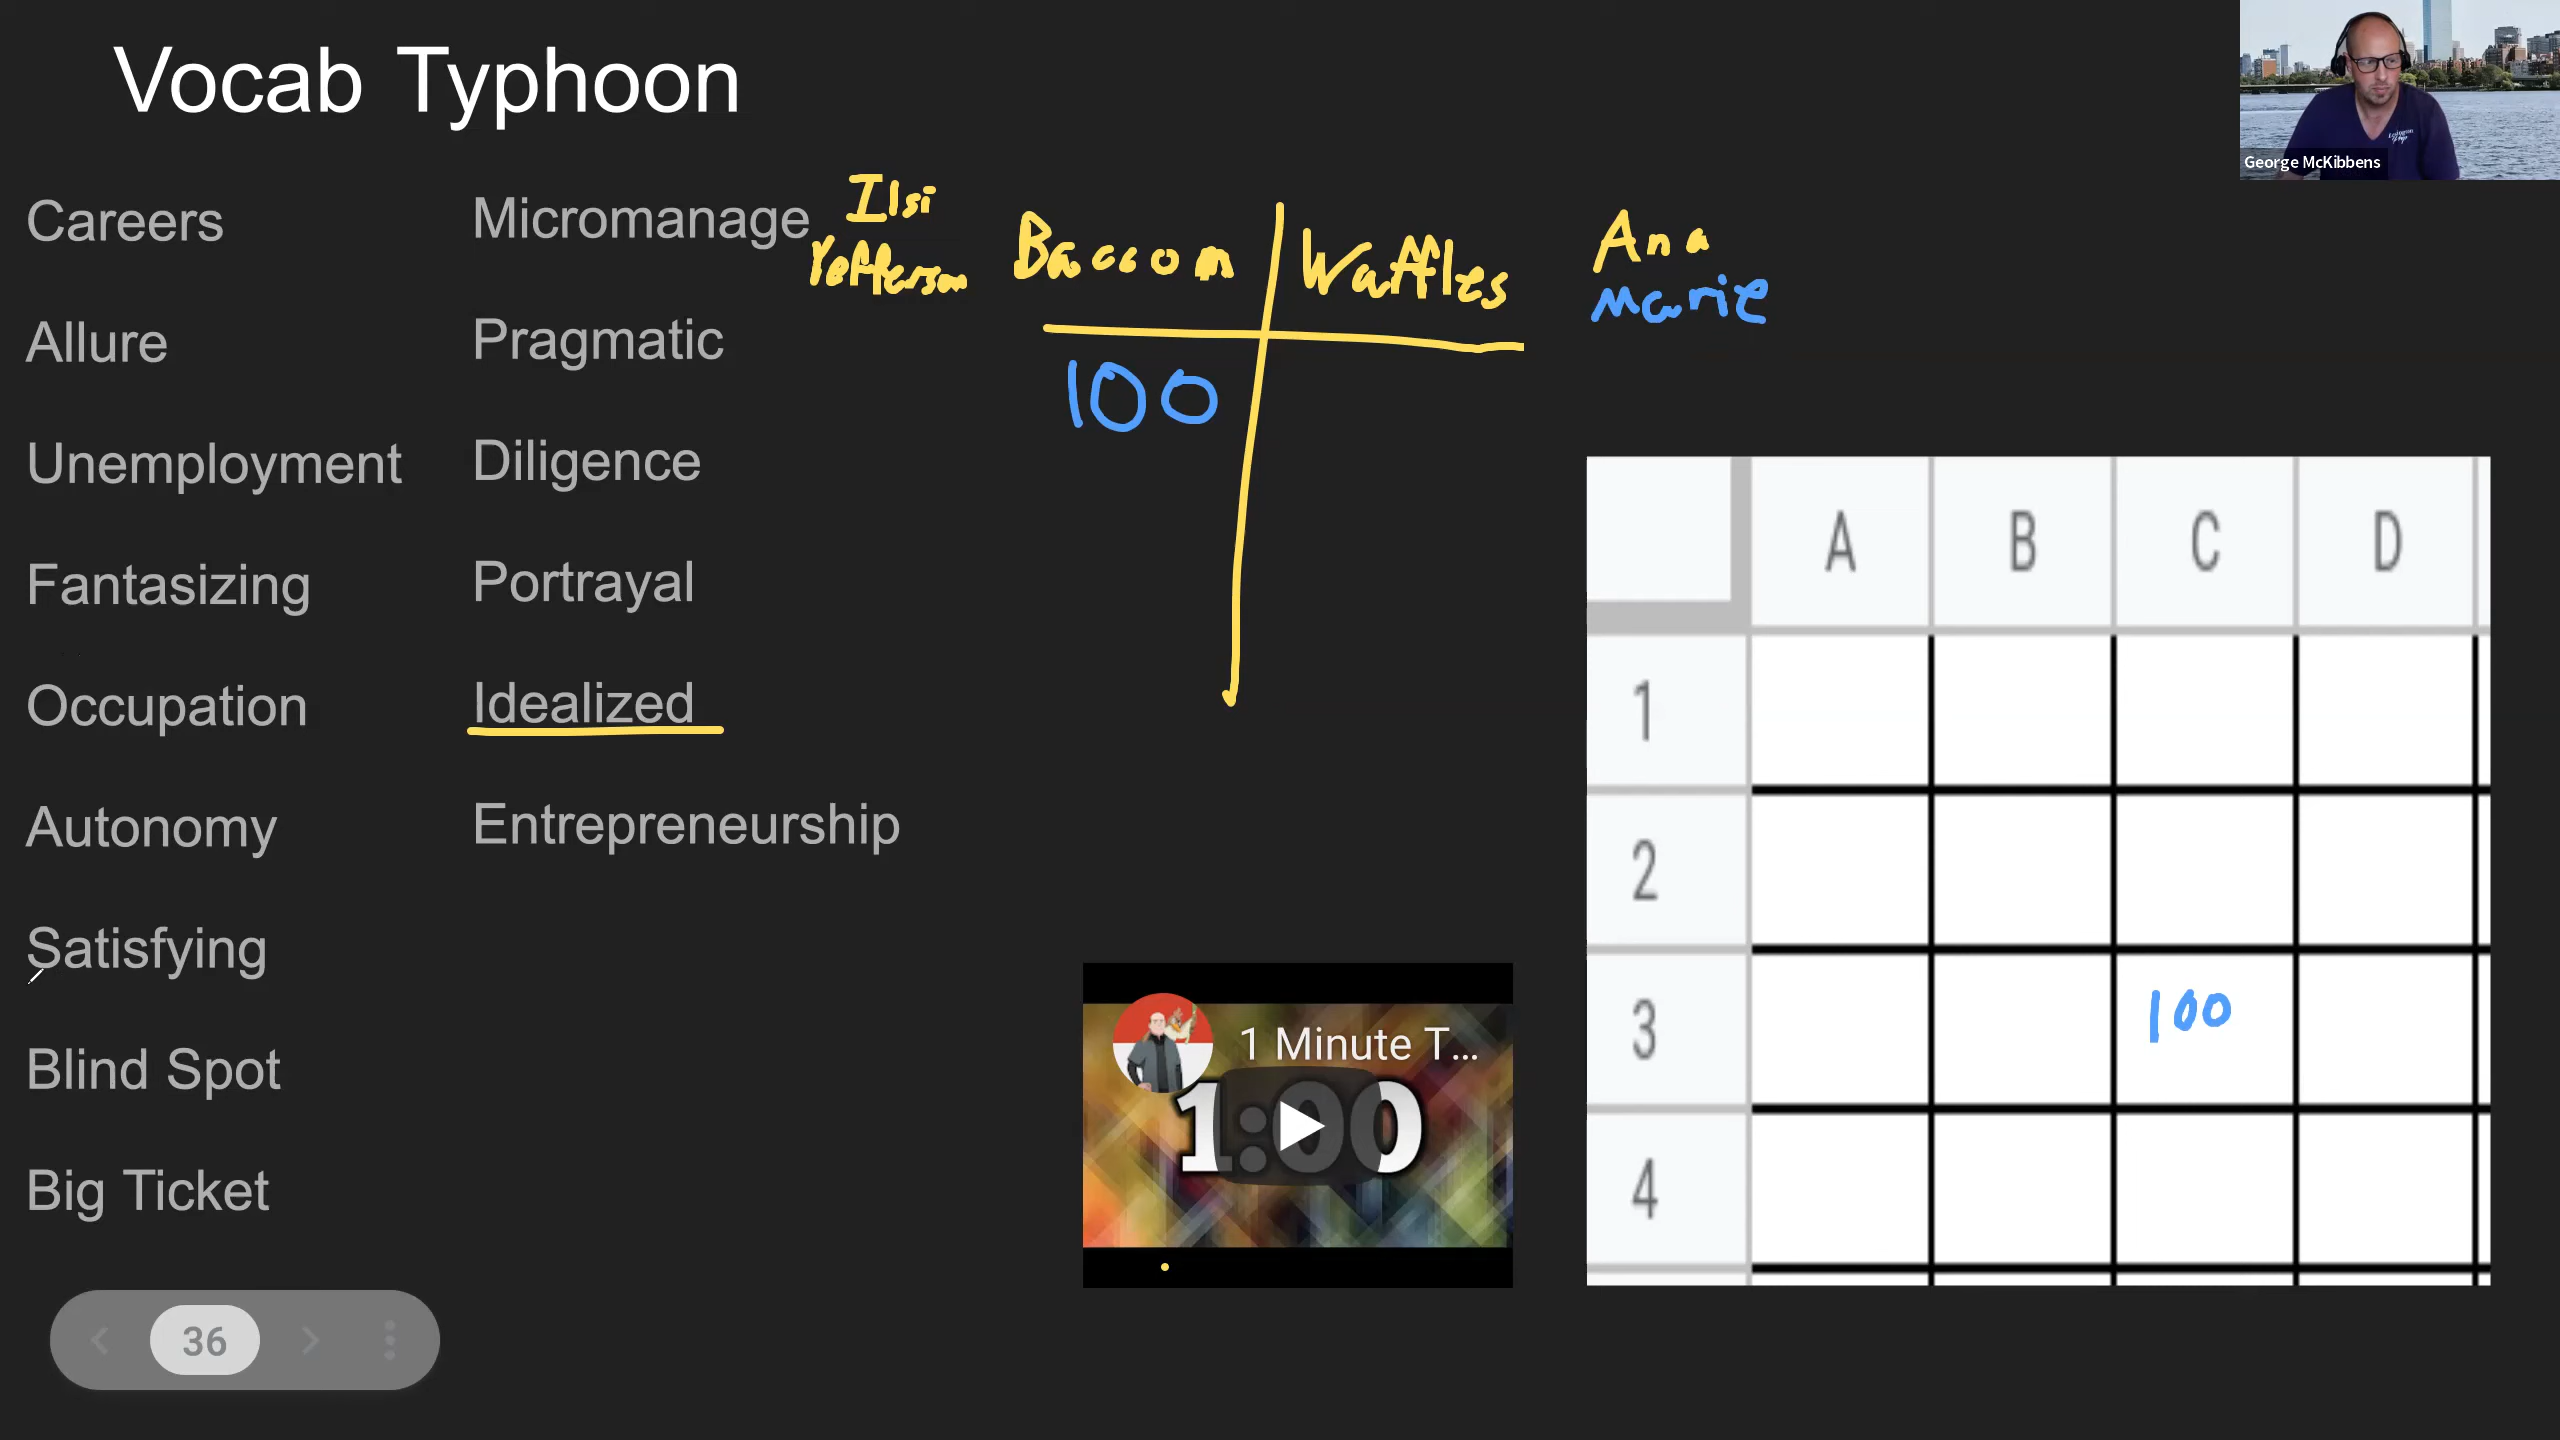 Vocab Typhoon
George McKibbens
Careers
Allure
Unemployment
Fantasizing
Occupation
Autonomy
Satisfying
Blind Spot
Big Ticket
Micromanage
Pragmatic
Diligence
Portrayal
Idealized
Entrepreneurship
Ilsi
Yefferson
Baccon
Waffles
100
Ana
Marie
1 Minute T...
1:00
A B C D
1
2
3 100
4
36